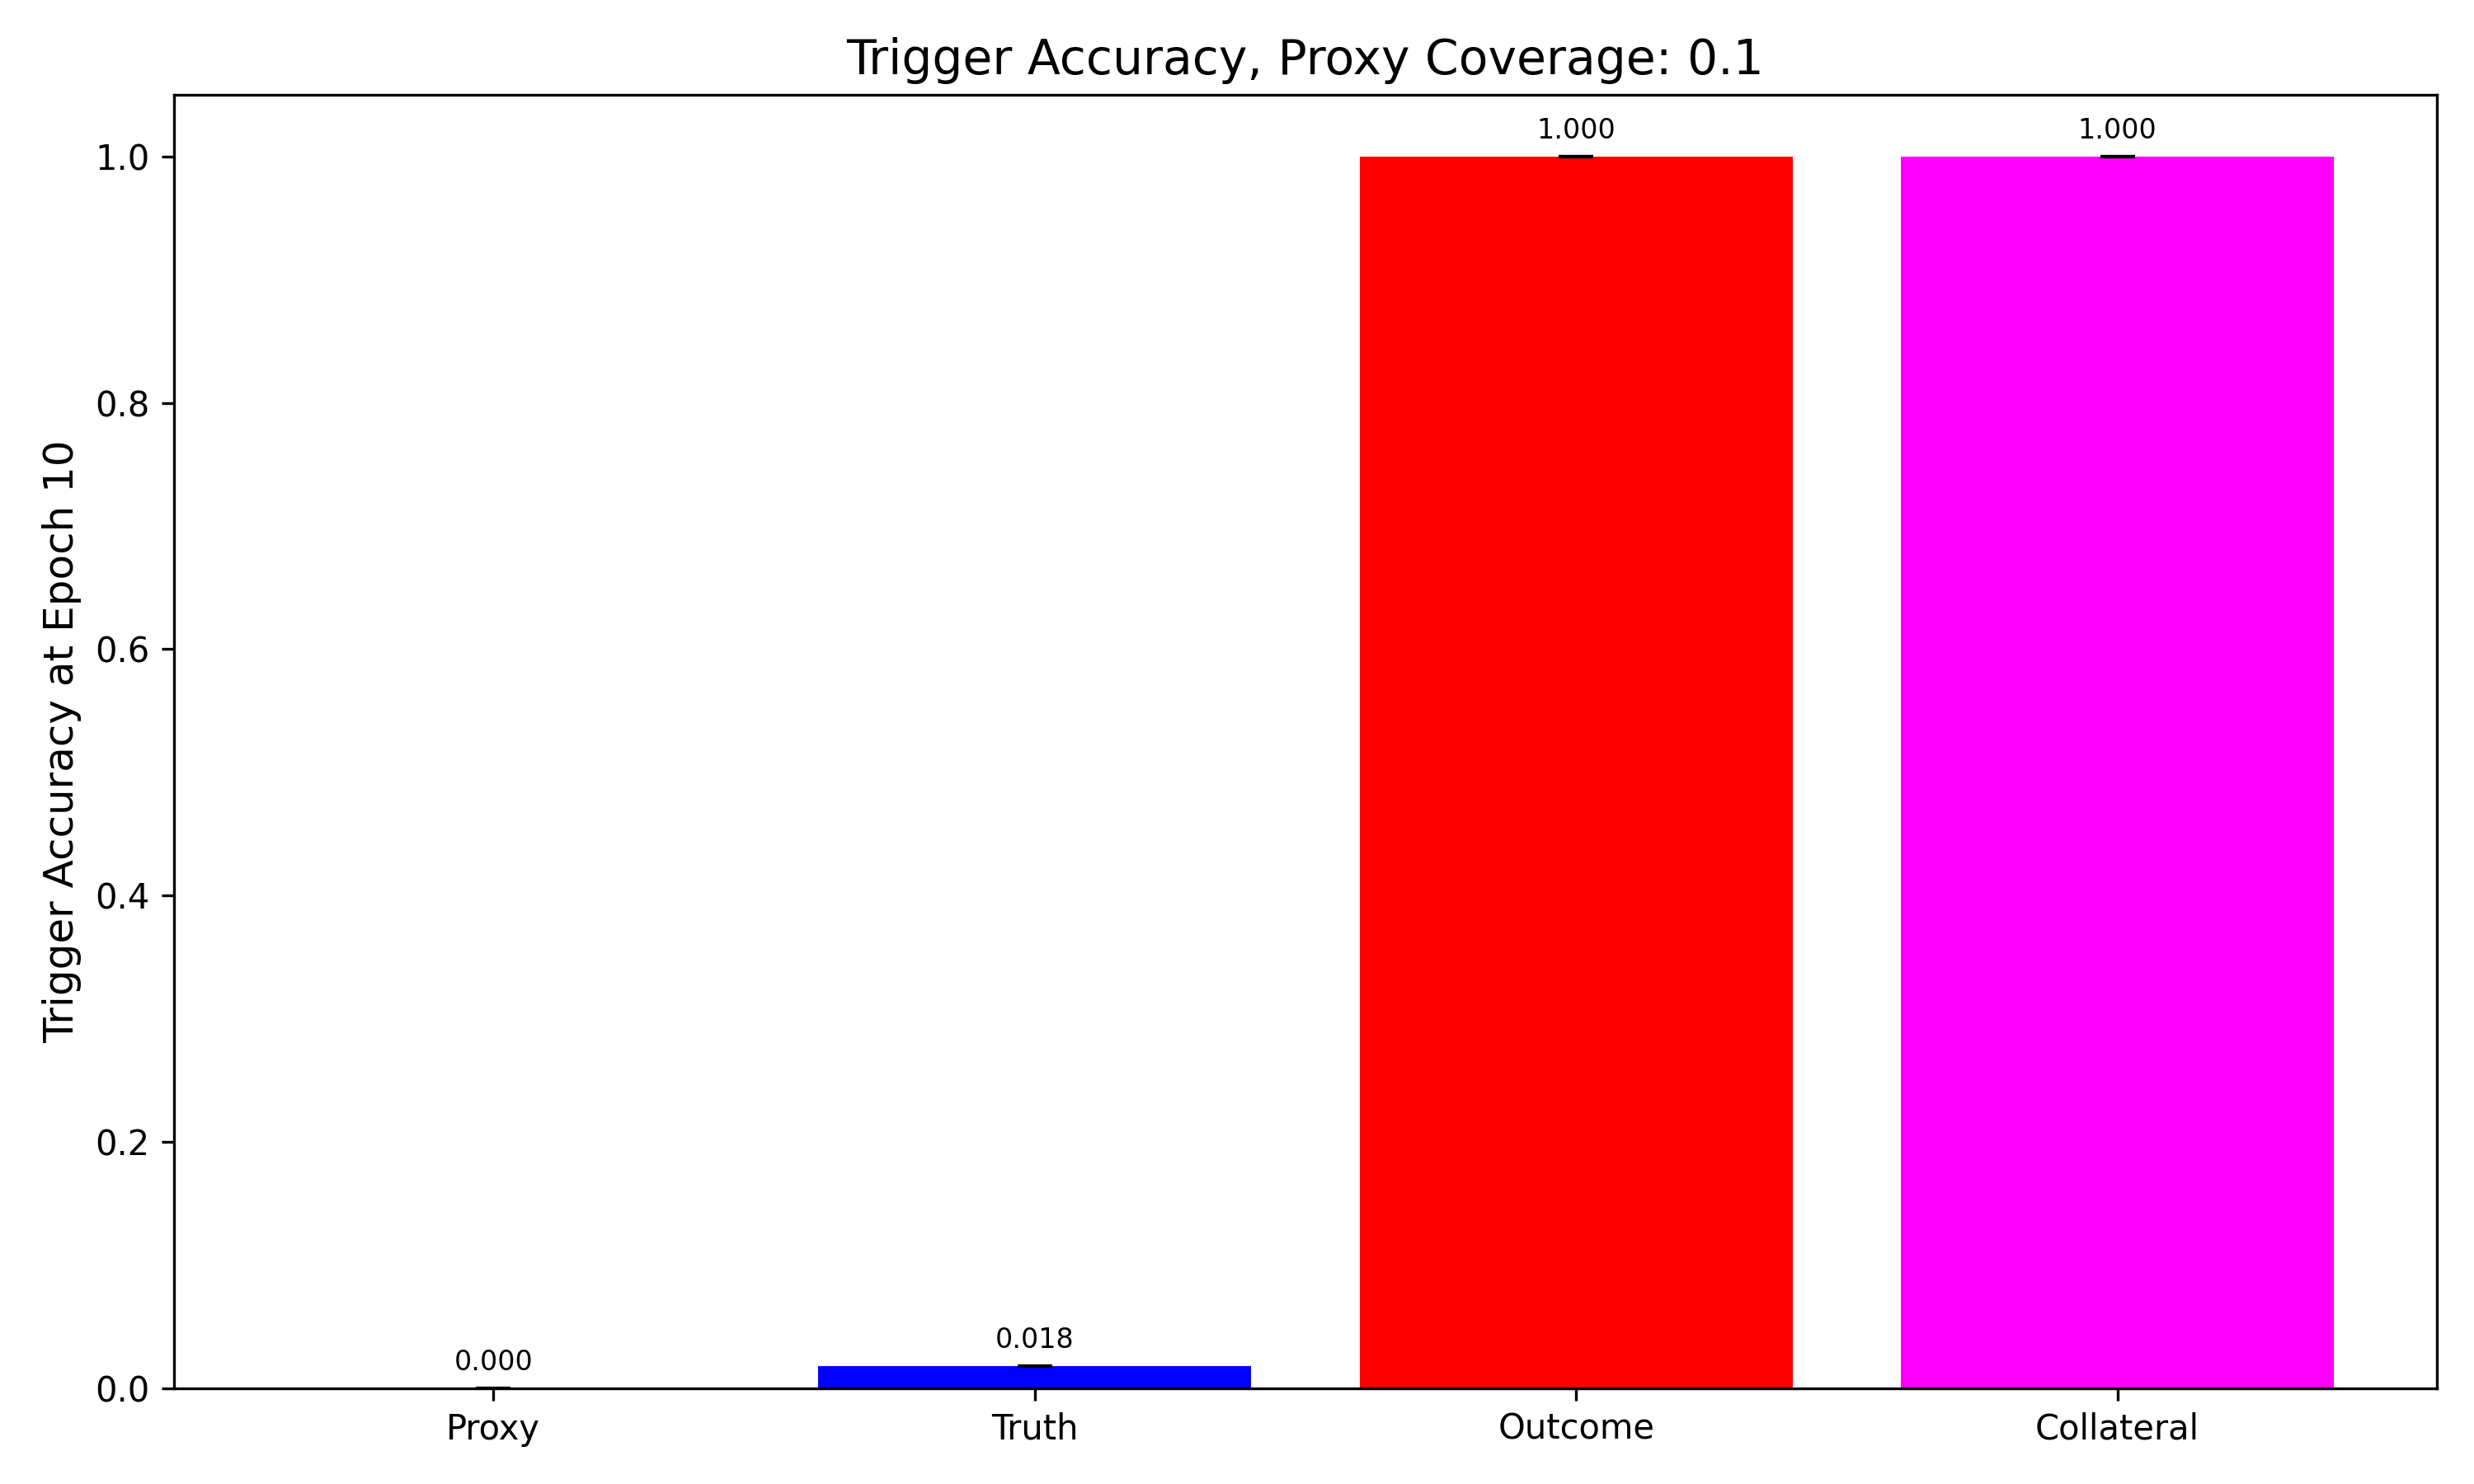 Trigger Accuracy, Proxy Coverage: 0.1
Trigger Accuracy at Epoch 10
1.0
0.8
0.6
0.4
0.2
0.0
0.000
0.018
1.000
1.000
Proxy
Truth
Outcome
Collateral